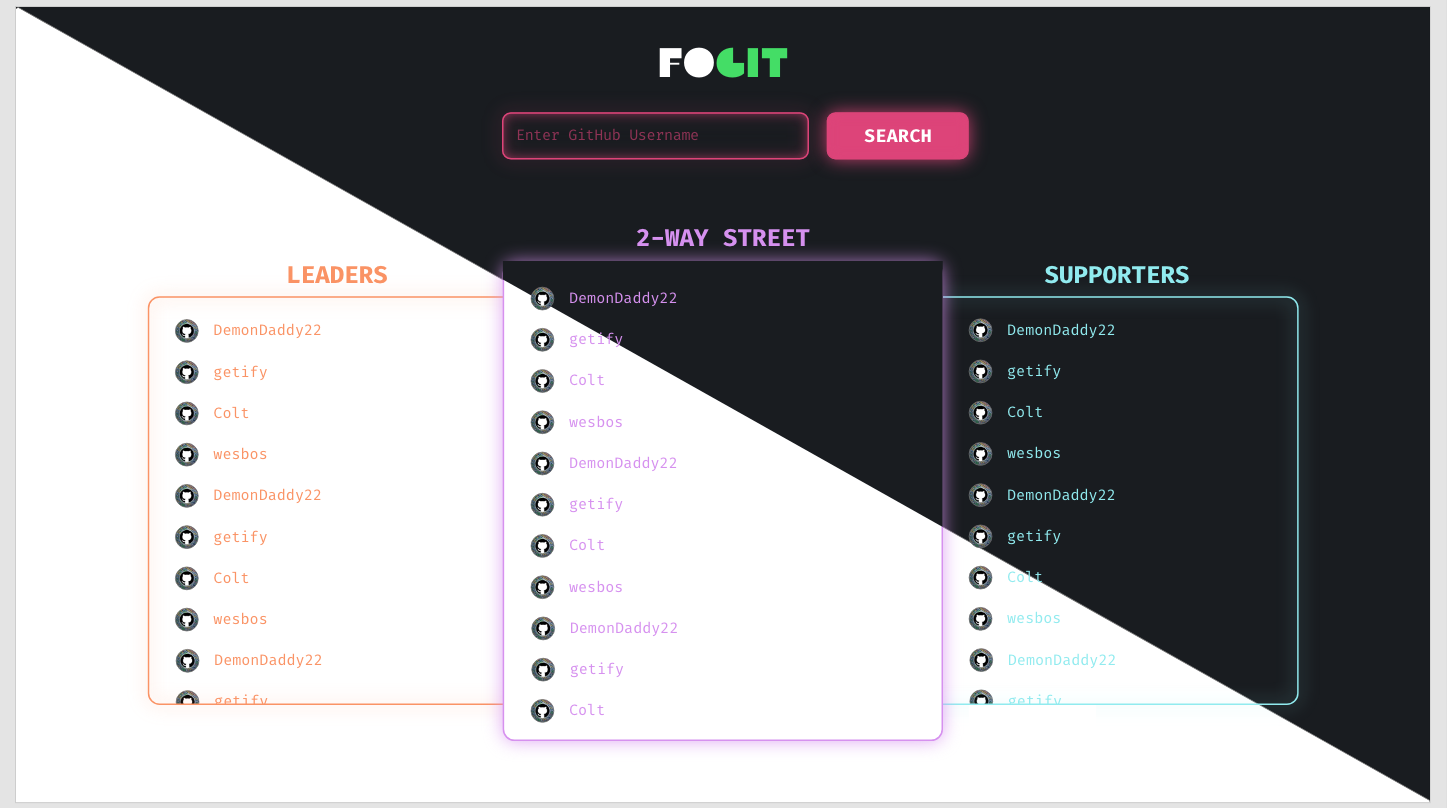 FOGIT
Enter GitHub Username
SEARCH
LEADERS
DemonDaddy22
getify
Colt
wesbos
DemonDaddy22
getify
Colt
wesbos
DemonDaddy22
getify
2-WAY STREET
DemonDaddy22
getify
Colt
wesbos
DemonDaddy22
getify
Colt
wesbos
DemonDaddy22
getify
Colt
SUPPORTERS
DemonDaddy22
getify
Colt
wesbos
DemonDaddy22
getify
Colt
wesbos
DemonDaddy22
getify